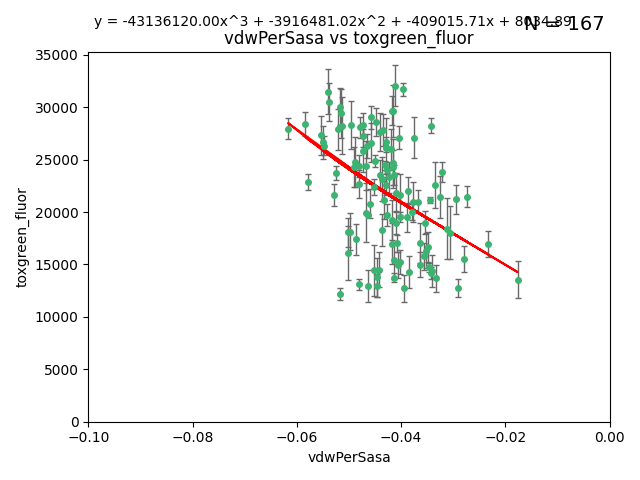 y = -43136120.00x^3 + -3916481.02x^2 + -409015.71x + 8034.89
N = 167
vdwPerSasa vs toxgreen_fluor
35000
30000
25000
20000
15000
10000
5000
0
toxgreen_fluor
−0.10
−0.08
−0.06
−0.04
−0.02
0.00
vdwPerSasa